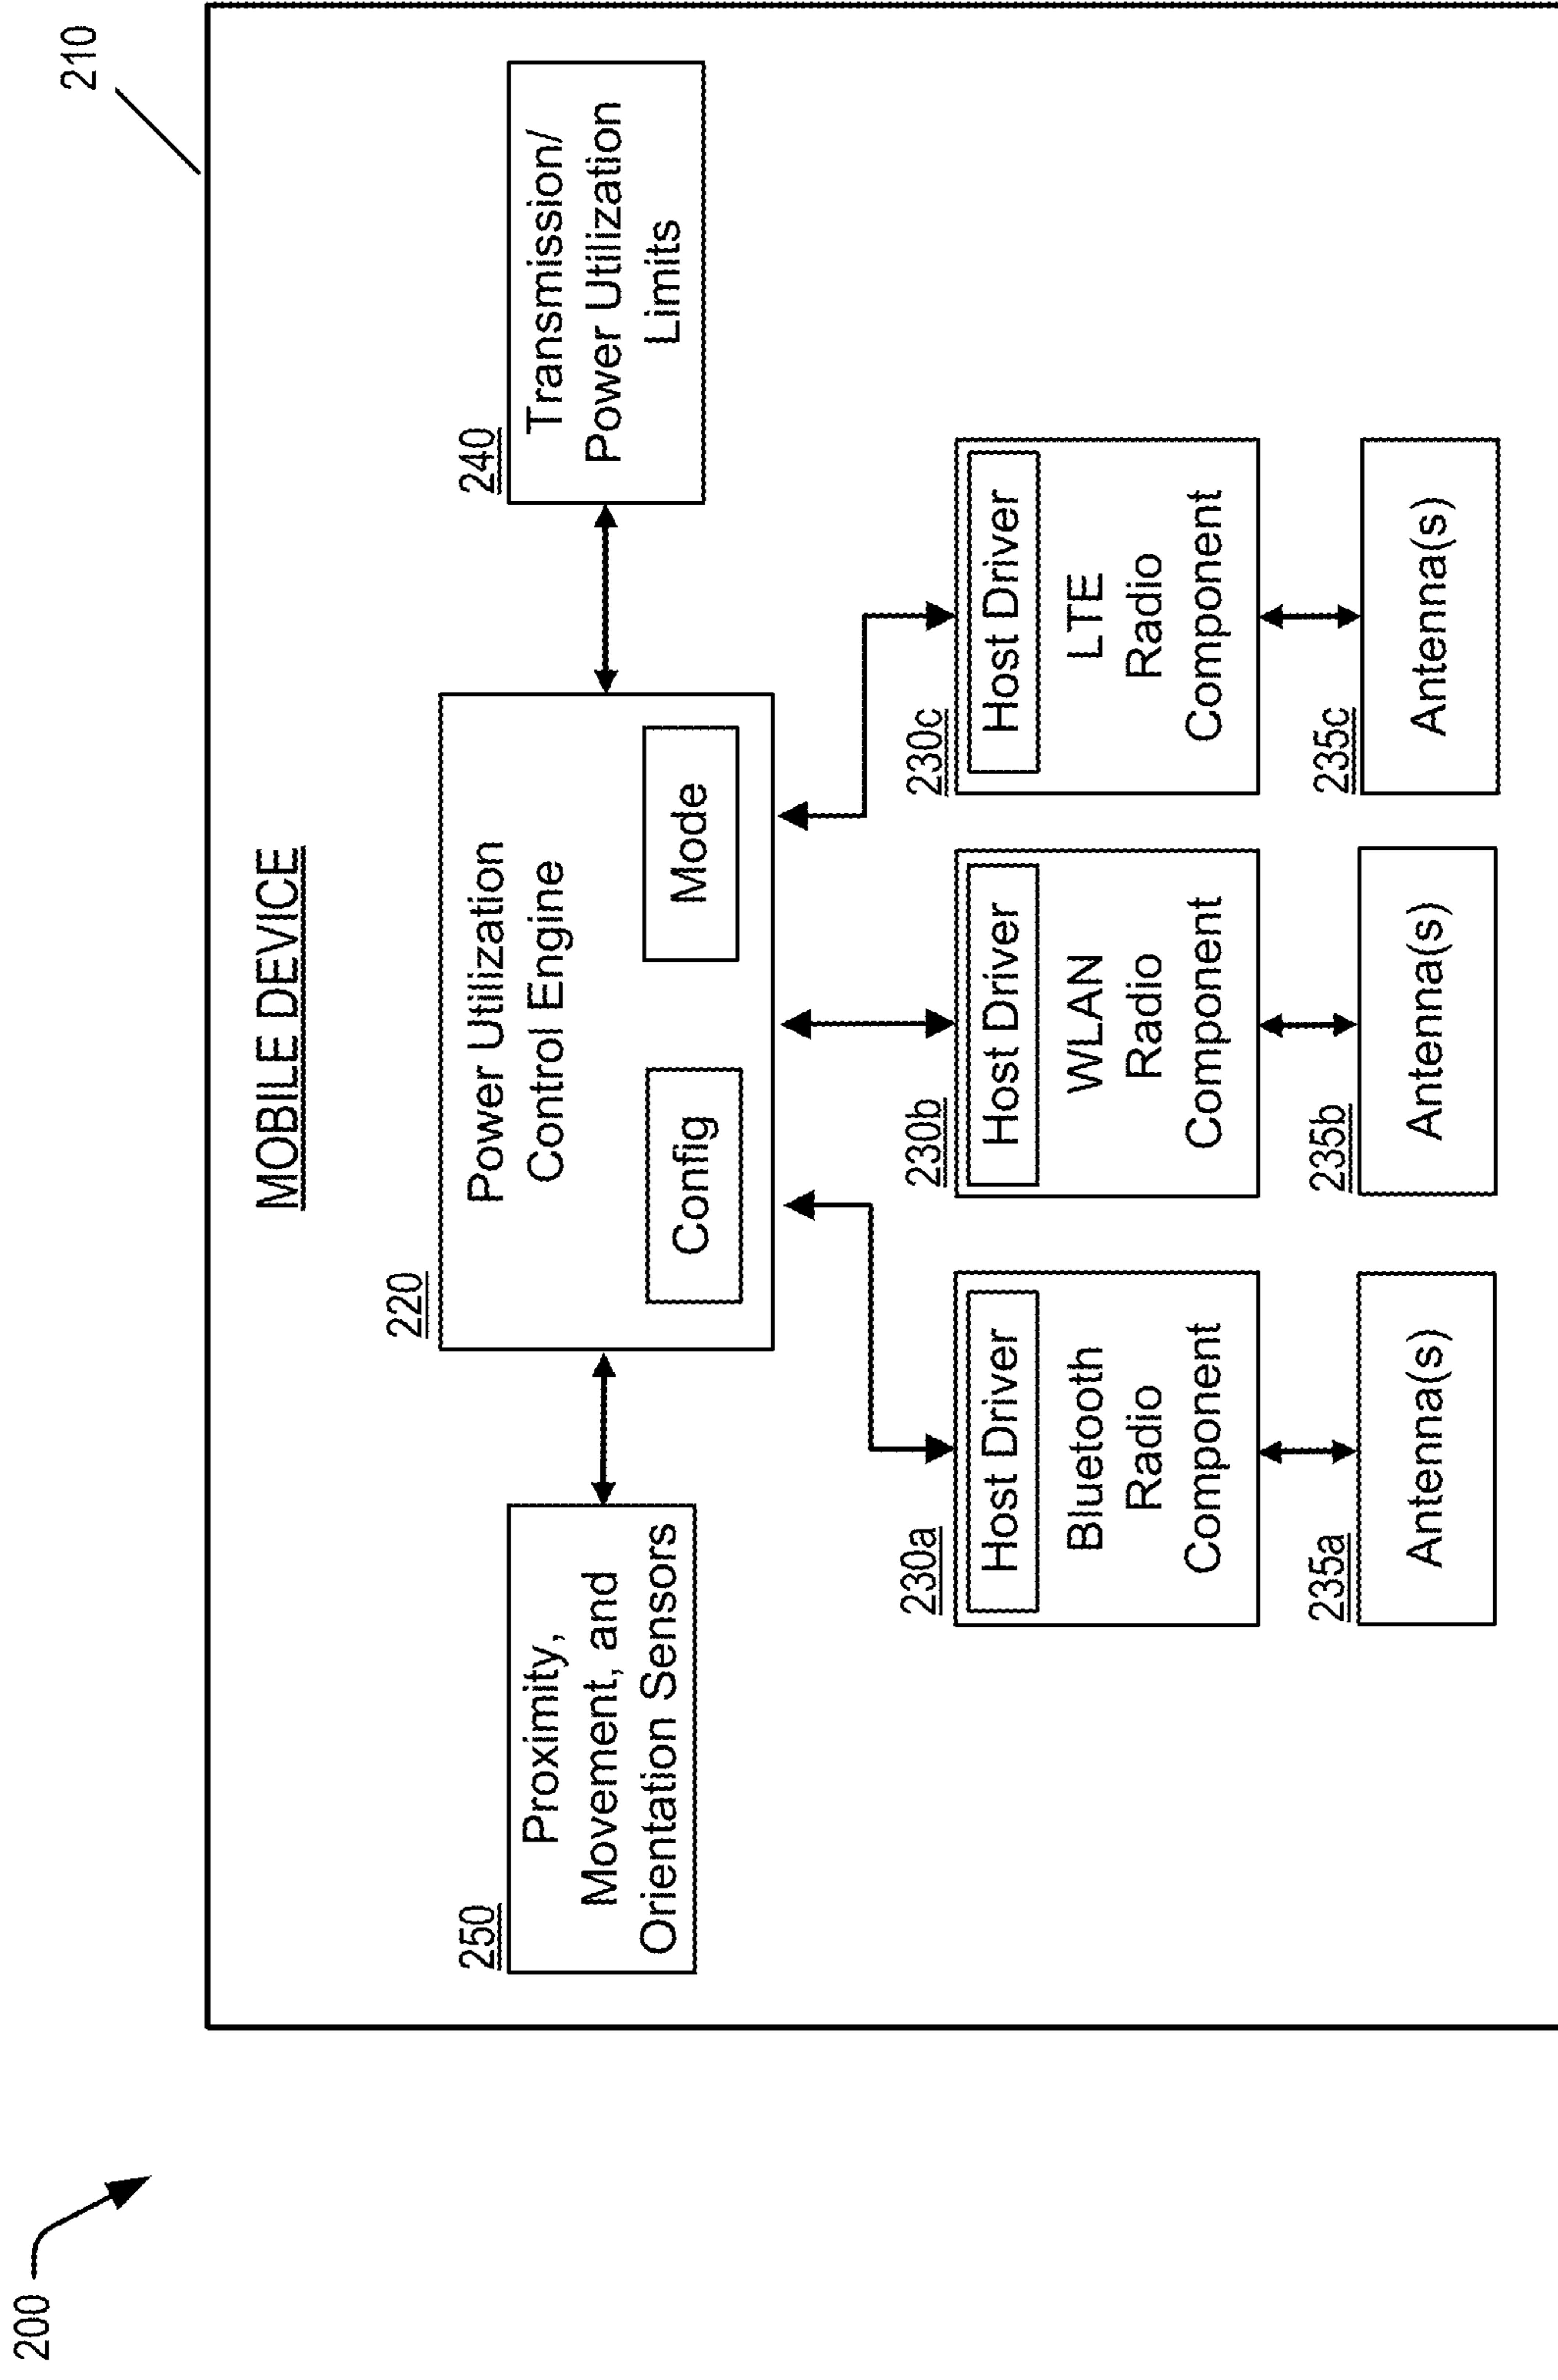 200
210
MOBILE DEVICE
250
Proximity,
Movement, and
Orientation Sensors
220
Power Utilization
Control Engine
Config
Mode
240
Transmission/
Power Utilization
Limits
230a
Host Driver
Bluetooth
Radio
Component
230b
Host Driver
WLAN
Radio
Component
230c
Host Driver
LTE
Radio
Component
235a
Antenna(s)
235b
Antenna(s)
235c
Antenna(s)